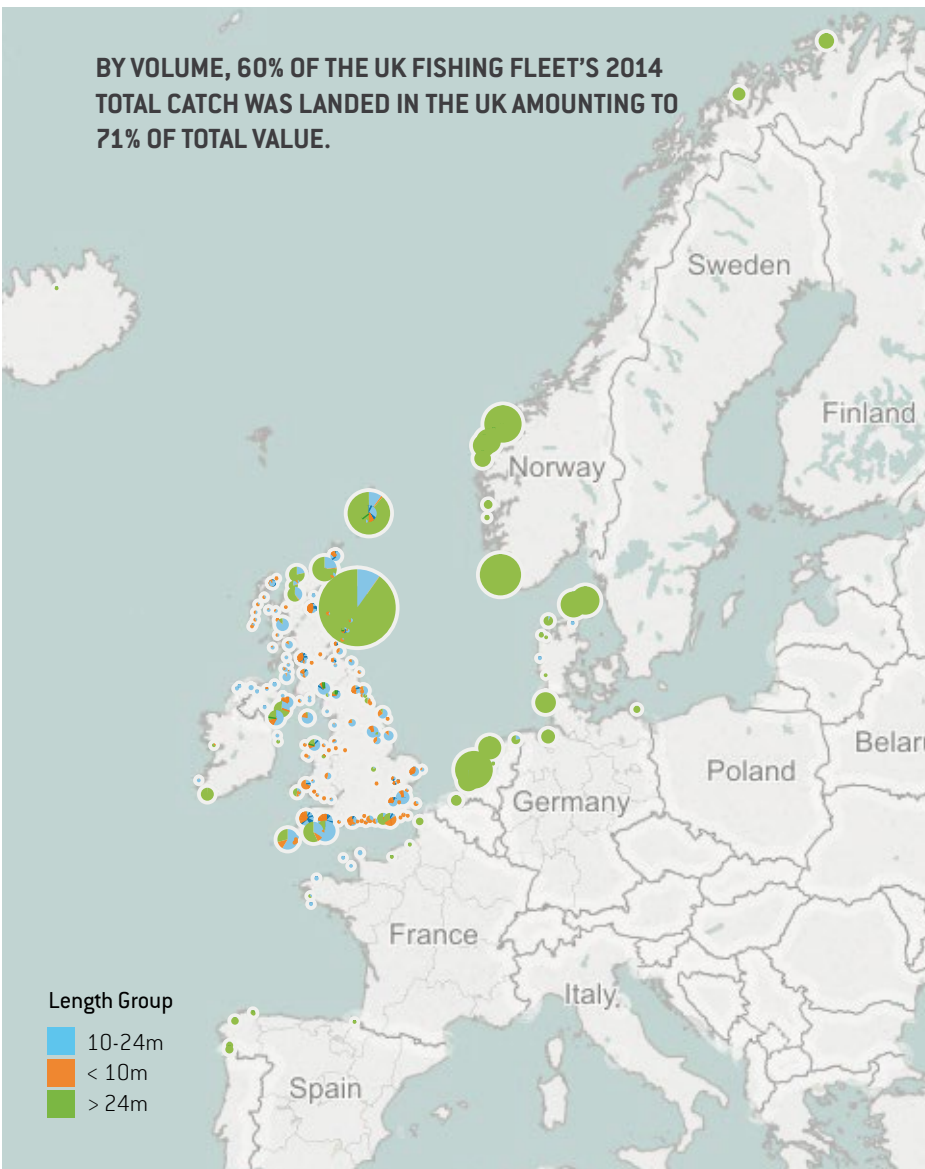 BY VOLUME, 60% OF THE UK FISHING FLEET'S 2014
TOTAL CATCH WAS LANDED IN THE UK AMOUNTING TO
71% OF TOTAL VALUE.
Sweden
Finland
Norway
Belaru
Poland
Germany
France
Italy
Spain
Length Group
10-24m
< 10m
> 24m